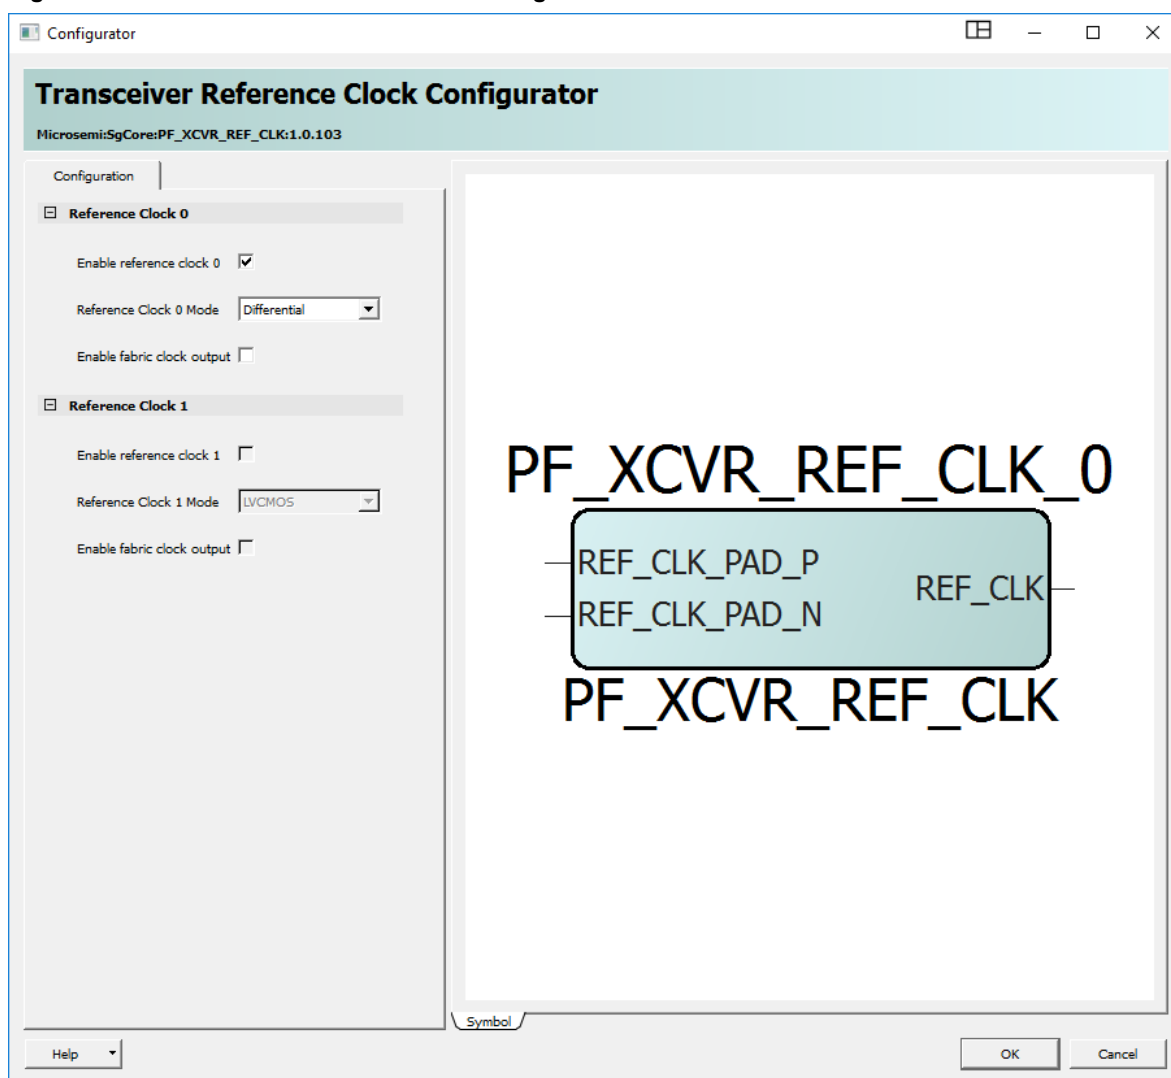 Configurator
Transceiver Reference Clock Configurator
Microsemi:SgCore:PF_XCVR_REF_CLK:1.0.103
Configuration
Reference Clock 0
Enable reference clock 0
Reference Clock 0 Mode Differential
Enable fabric clock output
Reference Clock 1
Enable reference clock 1
Reference Clock 1 Mode LVCMOS
Enable fabric clock output
PF_XCVR_REF_CLK_0
REF_CLK_PAD_P
REF_CLK_PAD_N
REF_CLK
PF_XCVR_REF_CLK
Symbol
Help
OK
Cancel